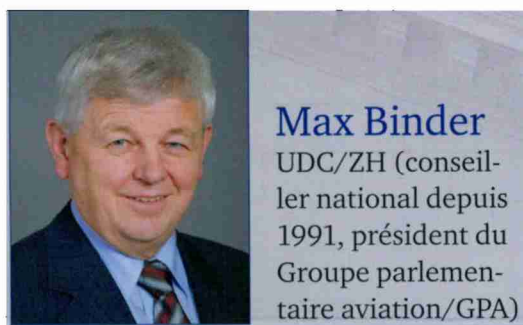 Max Binder
UDC/ZH (conseil-
ler national depuis
1991, président du
Groupe parlemen-
taire aviation/GPA)